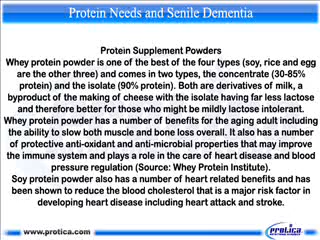 Protein Needs and Senile Dementia
Protein Supplement Powders
Whey protein powder is one of the best of the four types (soy, rice and egg
are the other three) and comes in two types, the concentrate (30-85%
protein) and the isolate (90% protein). Both are derivatives of milk, a
byproduct of the making of cheese with the isolate having far less lactose
and therefore better for those who might be mildly lactose intolerant.
Whey protein powder has a number of benefits for the aging adult including
the ability to slow both muscle and bone loss overall. It also has a number
of protective anti-oxidant and anti-microbial properties that may improve
the immune system and plays a role in the care of heart disease and blood
pressure regulation (Source: Whey Protein Institute).
Soy protein powder also has a number of heart related benefits and has
been shown to reduce the blood cholesterol that is a major risk factor in
developing heart disease including heart attack and stroke.
www.protica.com
protica